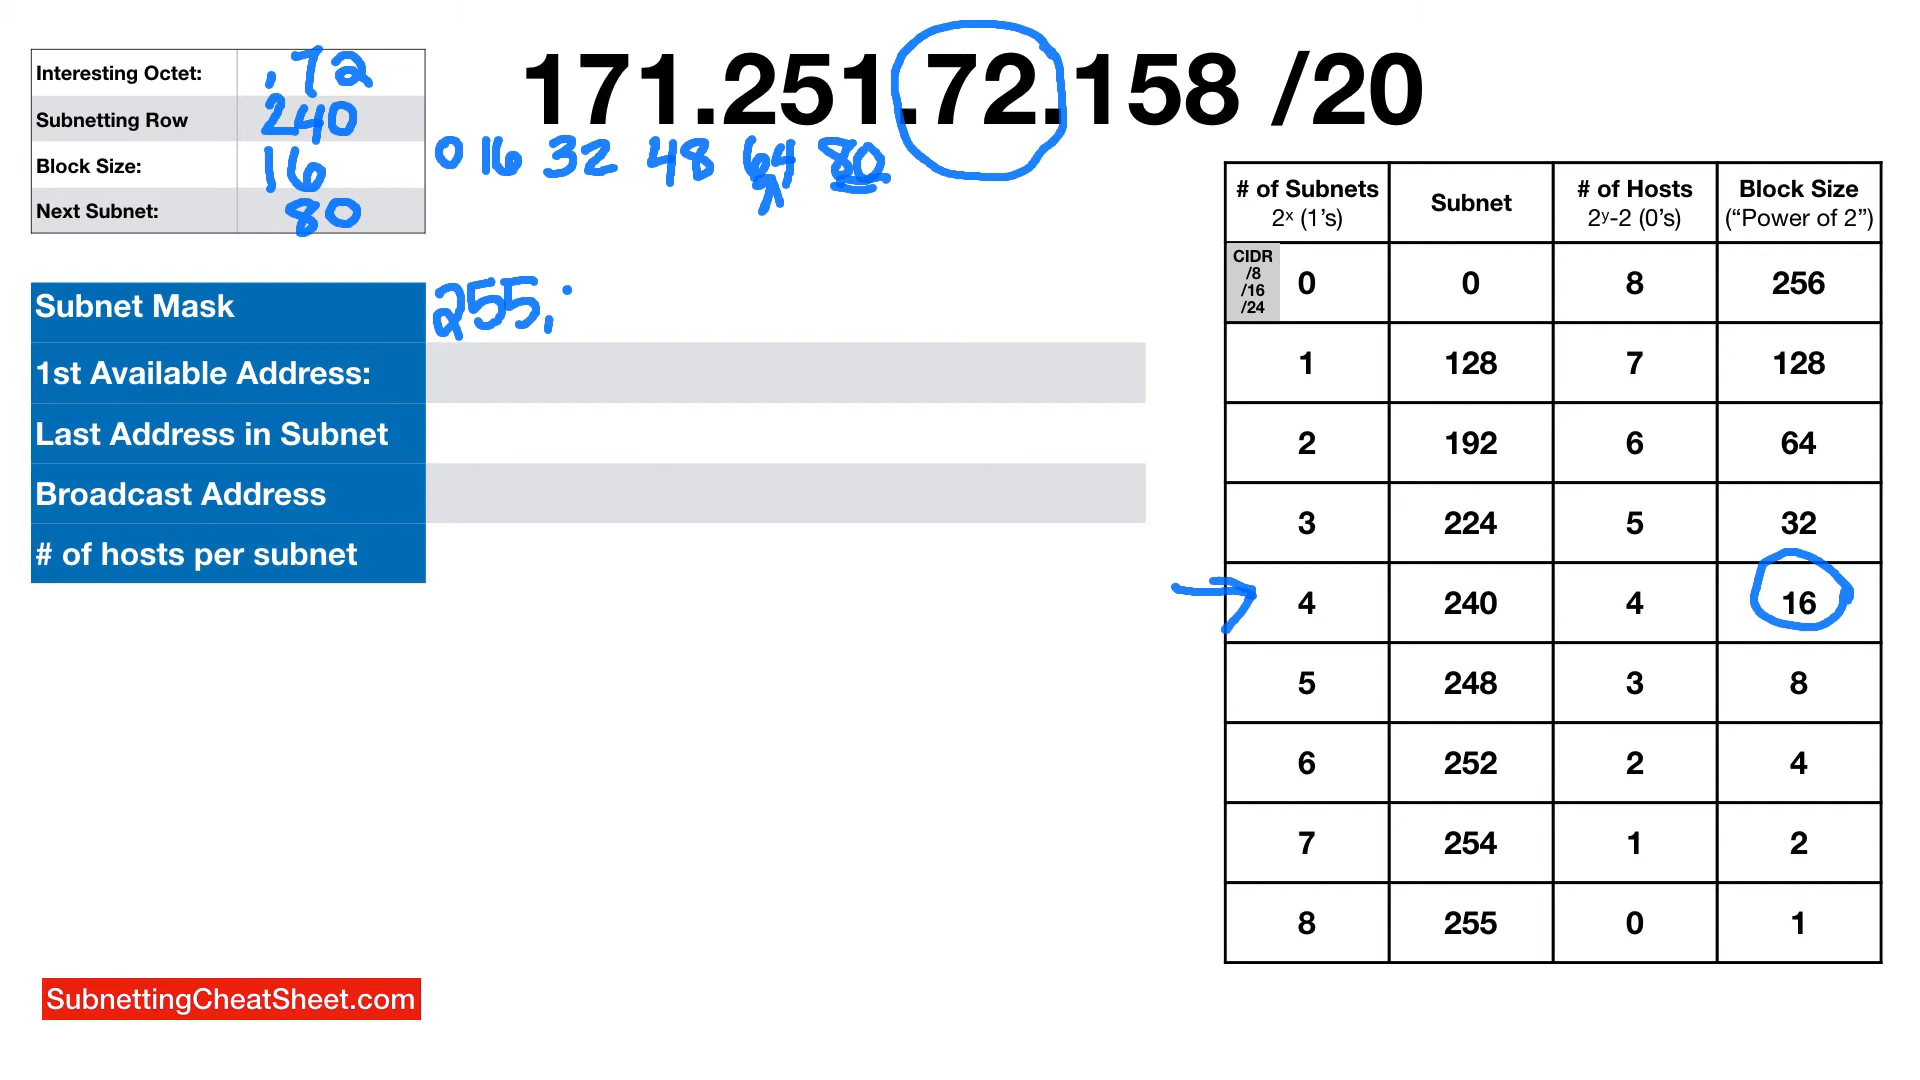 171.251.72.158 /20
Interesting Octet: .72
Subnetting Row 240
Block Size: 16
Next Subnet: 80
0 16 32 48 64 80
Subnet Mask 255.
1st Available Address:
Last Address in Subnet
Broadcast Address
# of hosts per subnet
# of Subnets Subnet # of Hosts Block Size
2ˣ (1’s) 2ʸ-2 (0’s) (“Power of 2”)
CIDR
/8
/16
/24
0 0 8 256
1 128 7 128
2 192 6 64
3 224 5 32
4 240 4 16
5 248 3 8
6 252 2 4
7 254 1 2
8 255 0 1
SubnettingCheatSheet.com